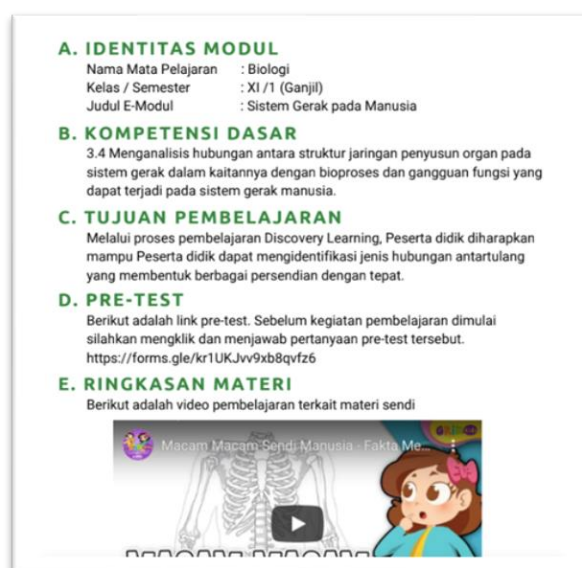 A. IDENTITAS MODUL
Nama Mata Pelajaran : Biologi
Kelas / Semester : XI /1 (Ganjil)
Judul E-Modul : Sistem Gerak pada Manusia
B. KOMPETENSI DASAR
3.4 Menganalisis hubungan antara struktur jaringan penyusun organ pada
sistem gerak dalam kaitannya dengan bioproses dan gangguan fungsi yang
dapat terjadi pada sistem gerak manusia.
C. TUJUAN PEMBELAJARAN
Melalui proses pembelajaran Discovery Learning, Peserta didik diharapkan
mampu Peserta didik dapat mengidentifikasi jenis hubungan antartulang
yang membentuk berbagai persendian dengan tepat.
D. PRE-TEST
Berikut adalah link pre-test. Sebelum kegiatan pembelajaran dimulai
silahkan mengklik dan menjawab pertanyaan pre-test tersebut.
https://forms.gle/kr1UKJvv9xb8qvfz6
E. RINGKASAN MATERI
Berikut adalah video pembelajaran terkait materi sendi
Macam Macam Sendi Manusia - Fakta Me...
MACAM MACAM